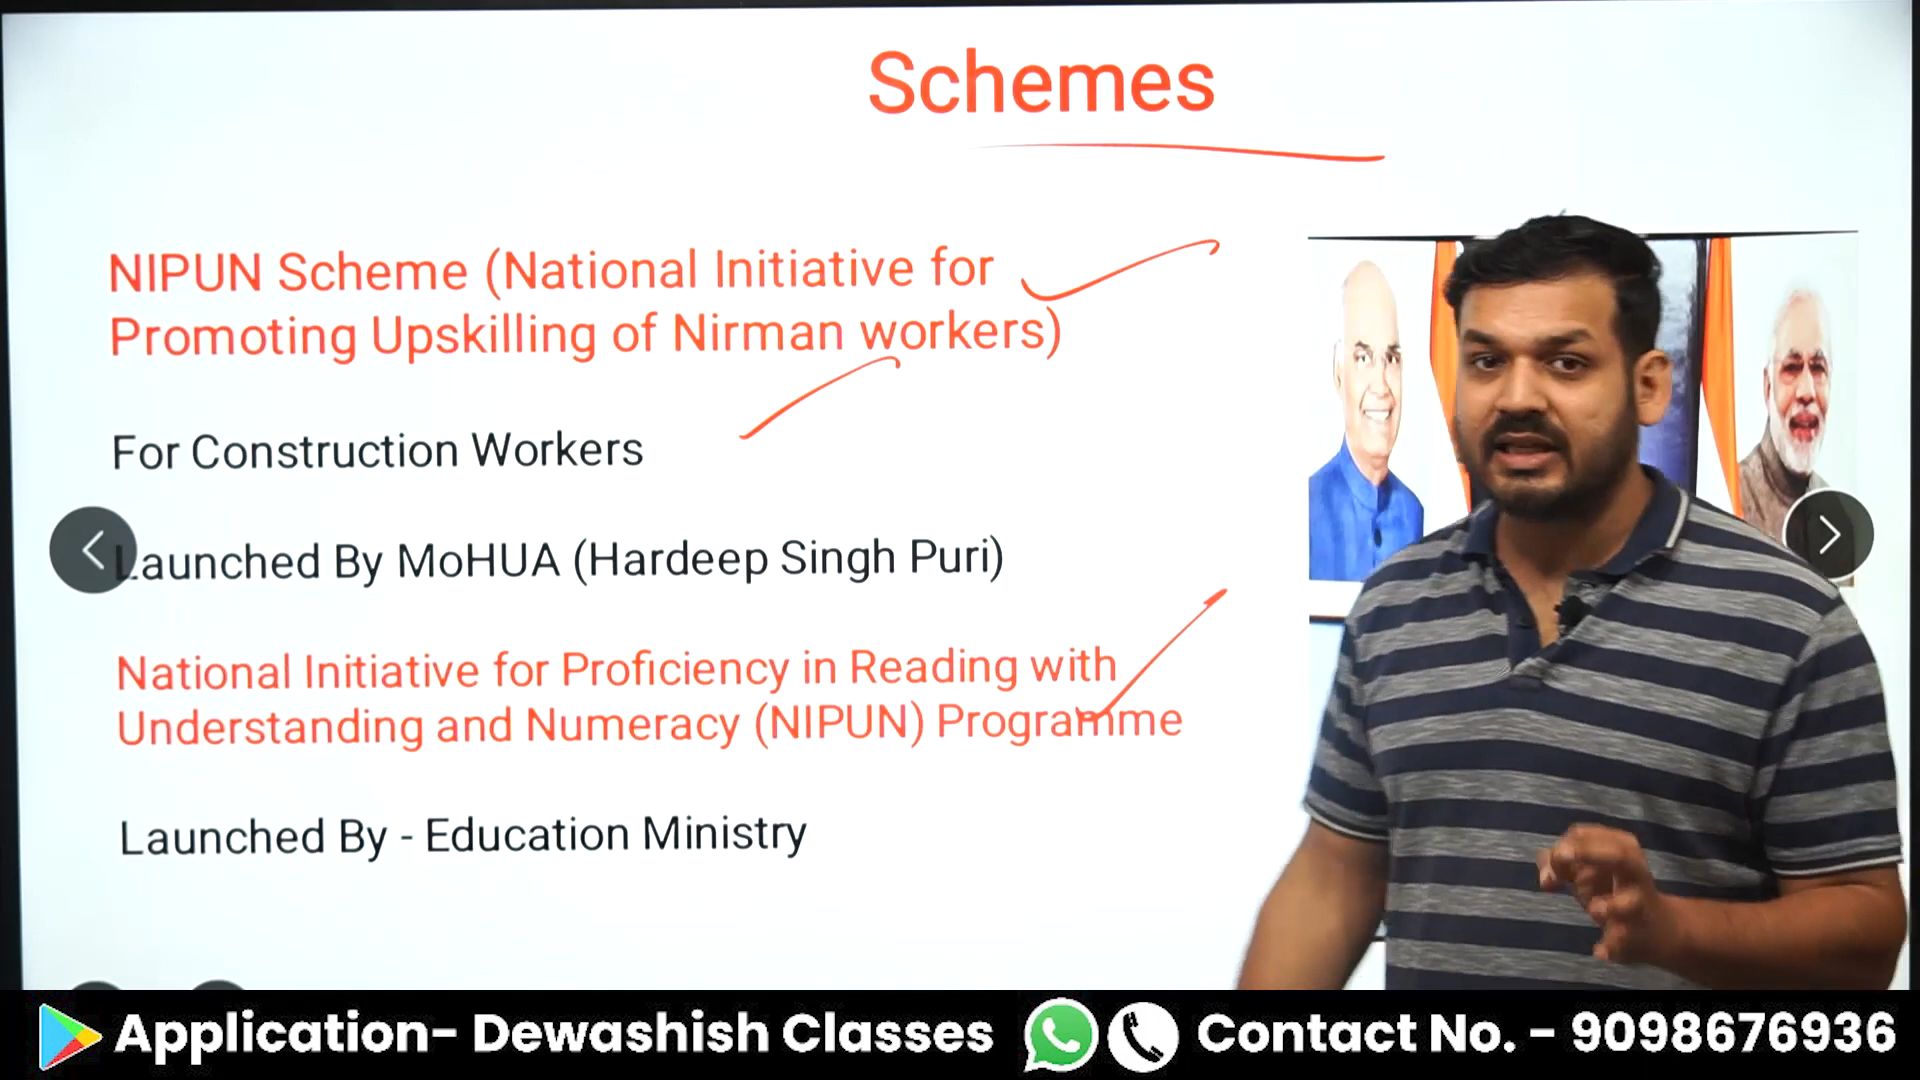 Schemes
NIPUN Scheme (National Initiative for
Promoting Upskilling of Nirman workers)
For Construction Workers
Launched By MoHUA (Hardeep Singh Puri)
National Initiative for Proficiency in Reading with
Understanding and Numeracy (NIPUN) Programme
Launched By - Education Ministry
Application- Dewashish Classes Contact No. - 9098676936